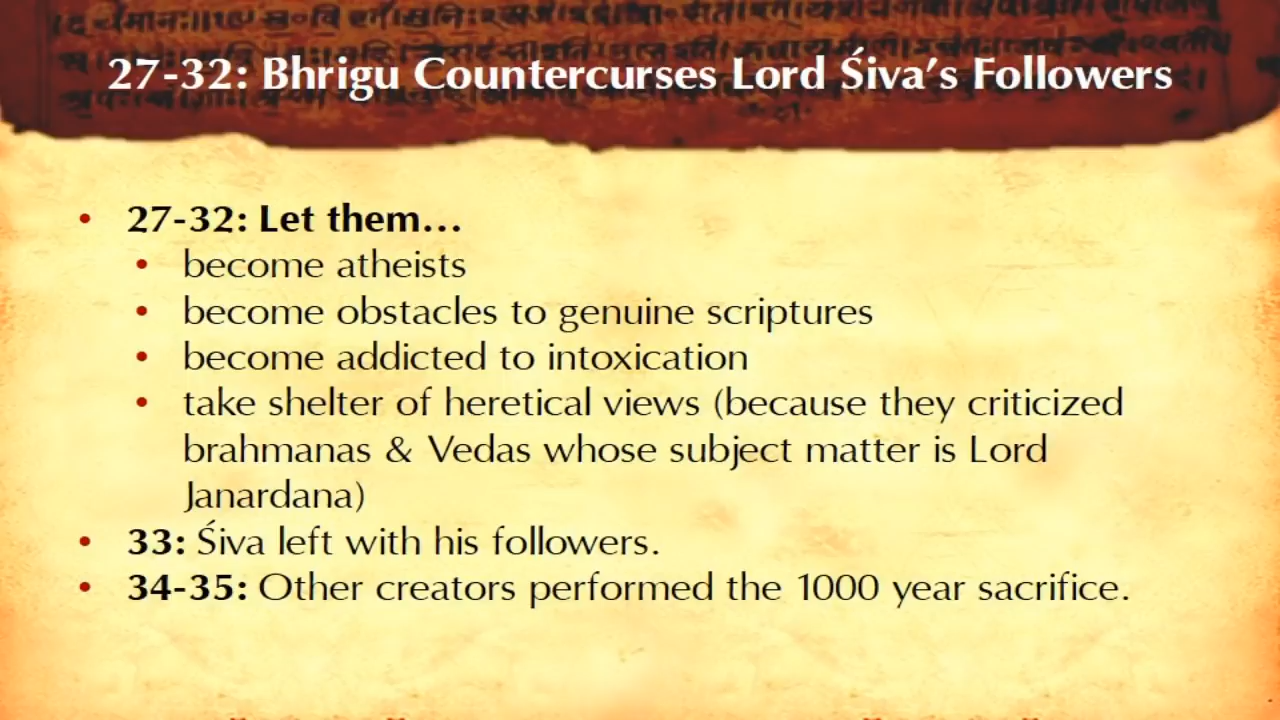 27-32: Bhrigu Countercurses Lord Śiva's Followers
• 27-32: Let them...
• become atheists
• become obstacles to genuine scriptures
• become addicted to intoxication
• take shelter of heretical views (because they criticized
brahmanas & Vedas whose subject matter is Lord
Janardana)
• 33: Śiva left with his followers.
• 34-35: Other creators performed the 1000 year sacrifice.